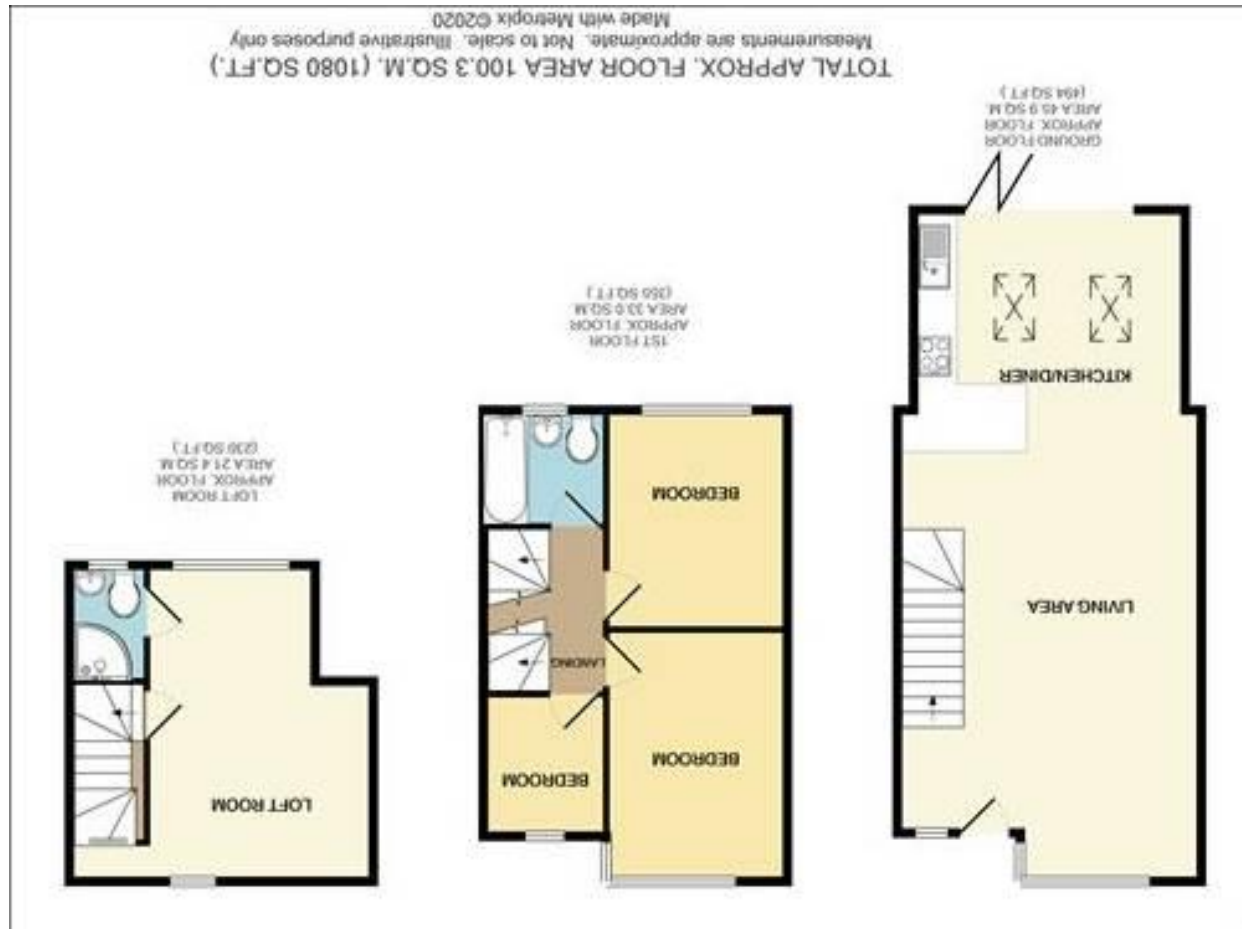 LIVING AREA
KITCHEN/DINER
GROUND FLOOR
APPROX. FLOOR
AREA 45.9 SQ.M.
(494 SQ.FT.)
BEDROOM
BEDROOM
LANDING
BEDROOM
1ST FLOOR
APPROX. FLOOR
AREA 33.0 SQ.M.
(355 SQ.FT.)
LOFT ROOM
LOFT ROOM
APPROX. FLOOR
AREA 21.4 SQ.M.
(230 SQ.FT.)
TOTAL APPROX. FLOOR AREA 100.3 SQ.M. (1080 SQ.FT.)
Measurements are approximate. Not to scale. Illustrative purposes only
Made with Metropix ©2020